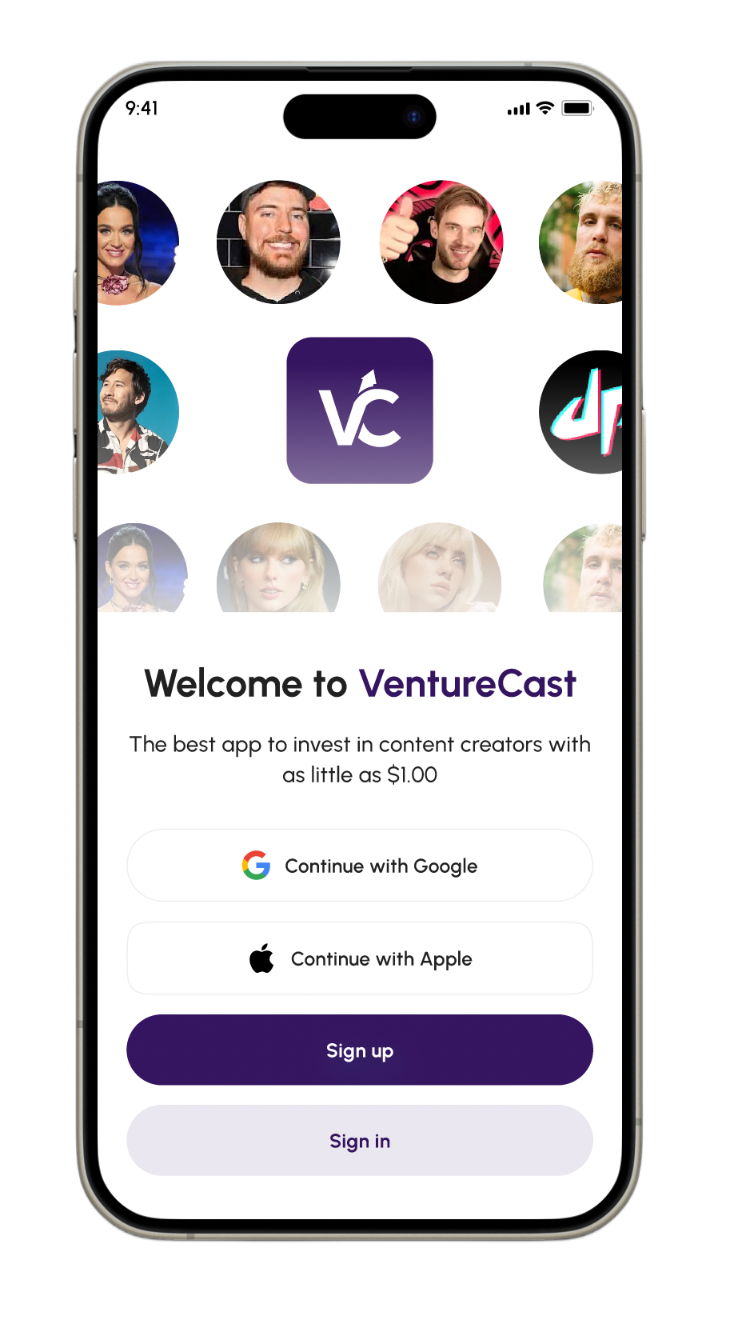 9:41
VC
dp
Welcome to VentureCast
The best app to invest in content creators with
as little as $1.00
Continue with Google
Continue with Apple
Sign up
Sign in